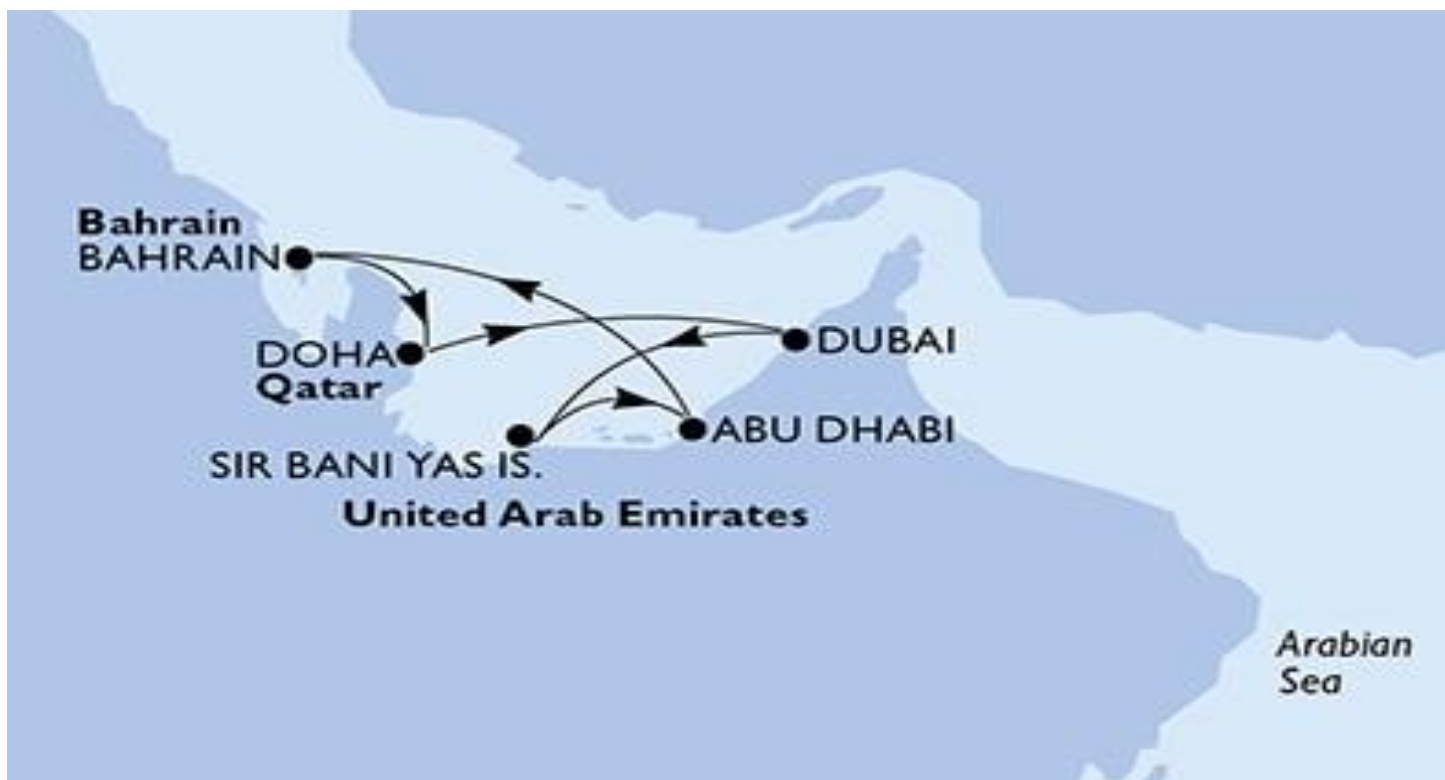 Bahrain
BAHRAIN
DUBAI
DOHA
Qatar
ABU DHABI
SIR BANI YAS IS.
United Arab Emirates
Arabian
Sea